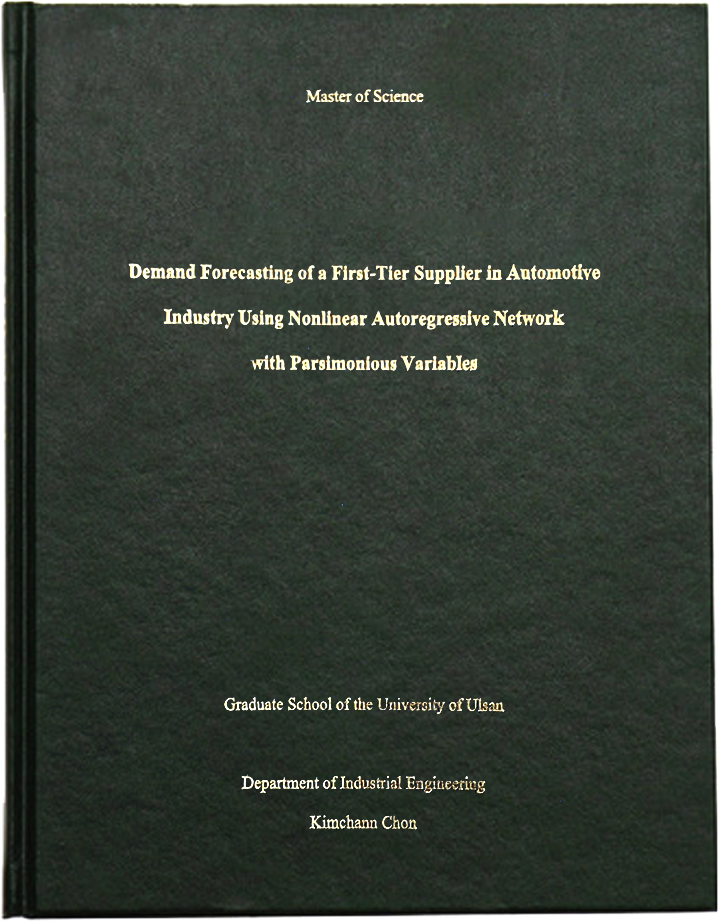 Master of Science
Demand Forecasting of a First-Tier Supplier in Automotive
Industry Using Nonlinear Autoregressive Network
with Parsimonious Variables
Graduate School of the University of Ulsan
Department of Industrial Engineering
Kimchann Chon